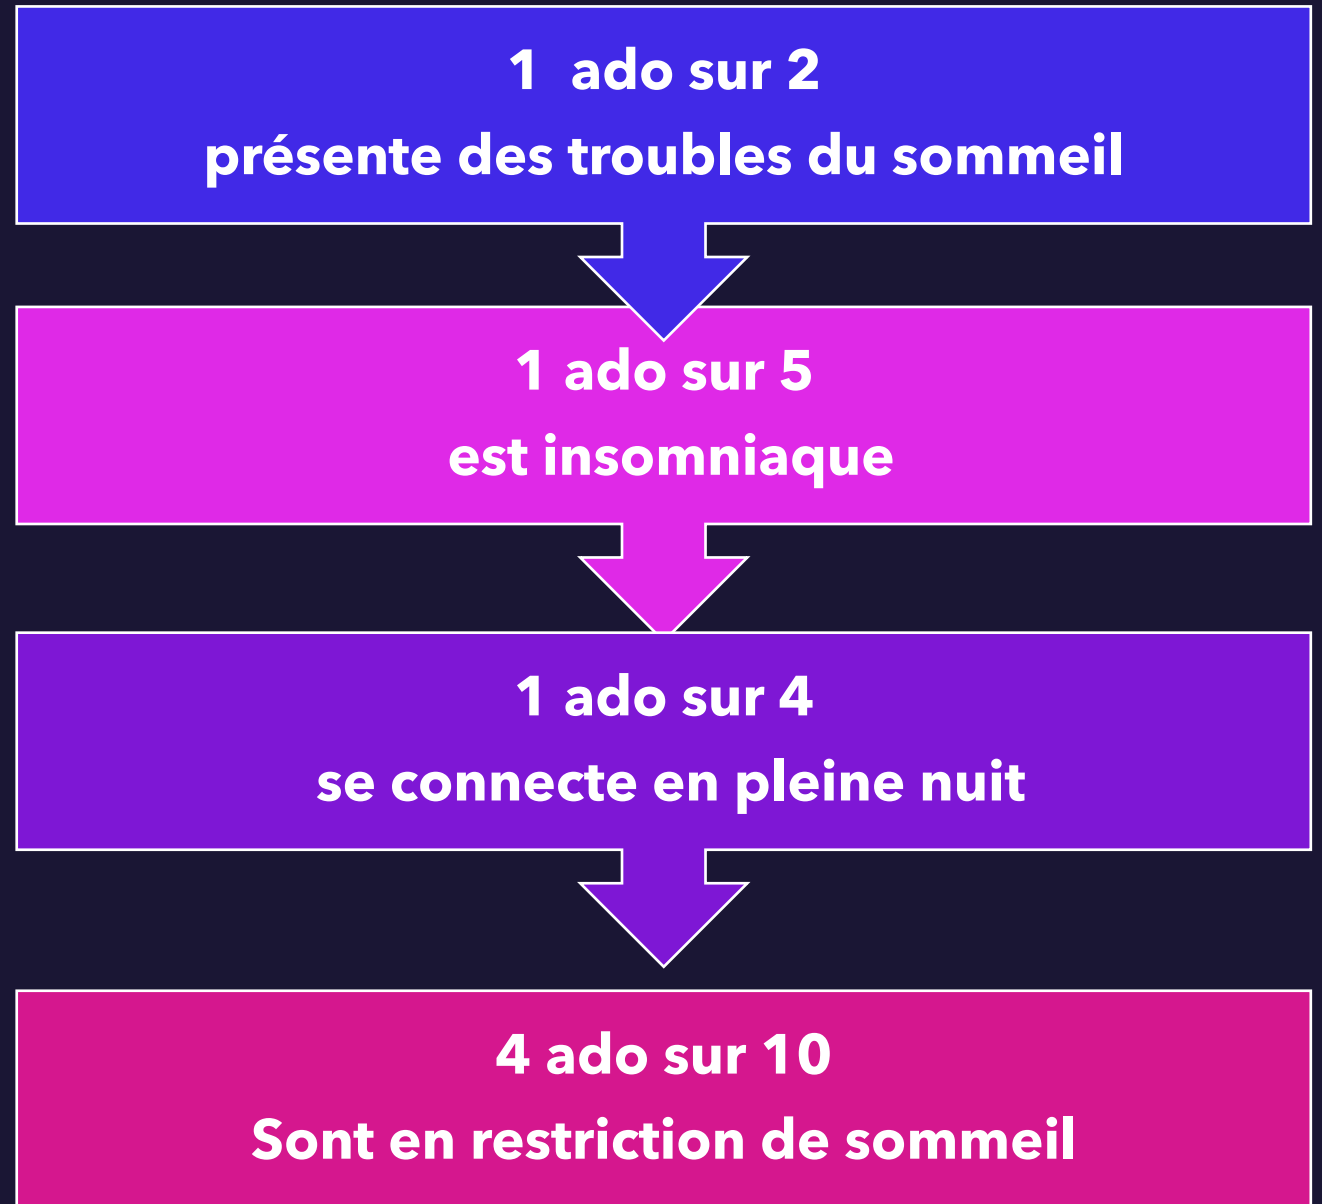 1  ado sur 2
présente des troubles du sommeil
1 ado sur 5
est insomniaque
1 ado sur 4
se connecte en pleine nuit
4 ado sur 10
Sont en restriction de sommeil